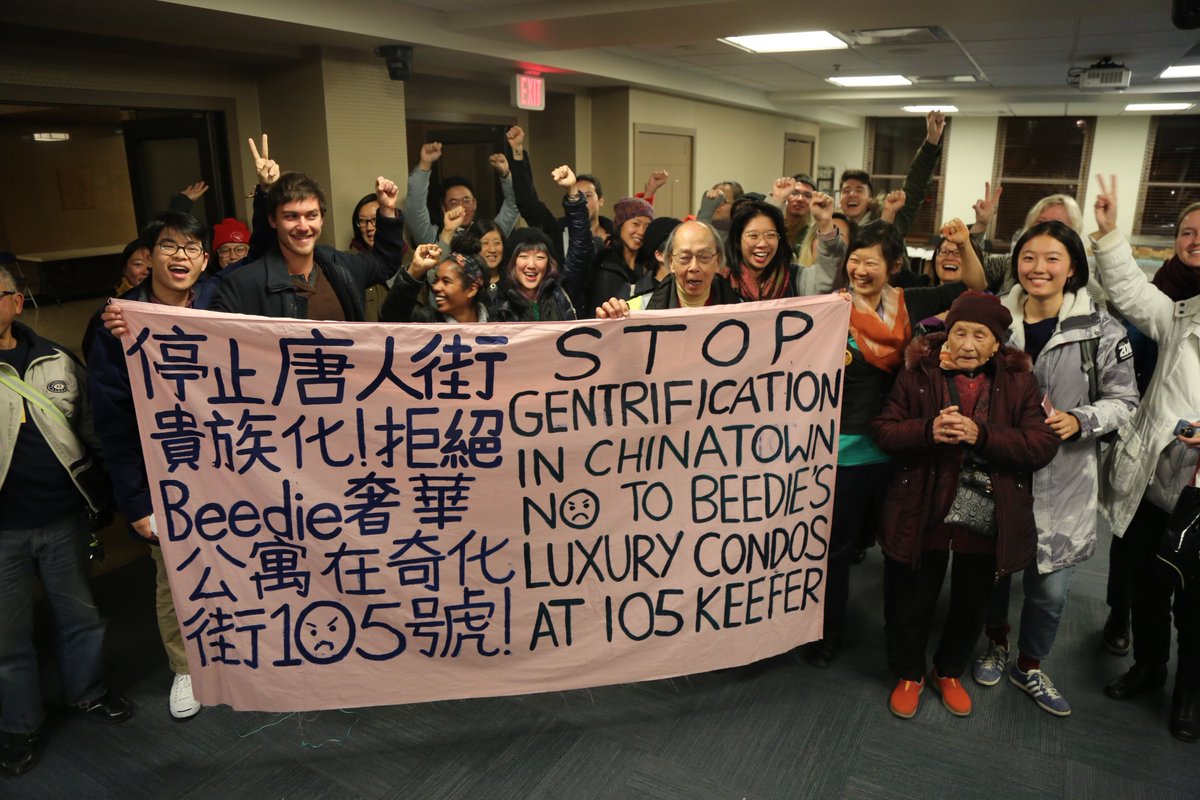 EXIT
停止唐人街
貴族化!拒絕
Beedie奢華
公寓在奇化
街105號!
STOP
GENTRIFICATION
IN CHINATOWN
NO TO BEEDIE'S
LUXURY CONDOS
AT 105 KEEFER